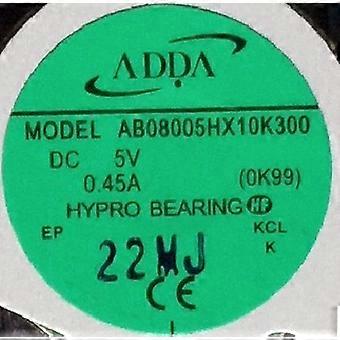 ADDA
MODEL AB08005HX10K300
DC 5V
0.45A (0K99)
HYPRO BEARING HF
EP KCL
K
22MJ
CE